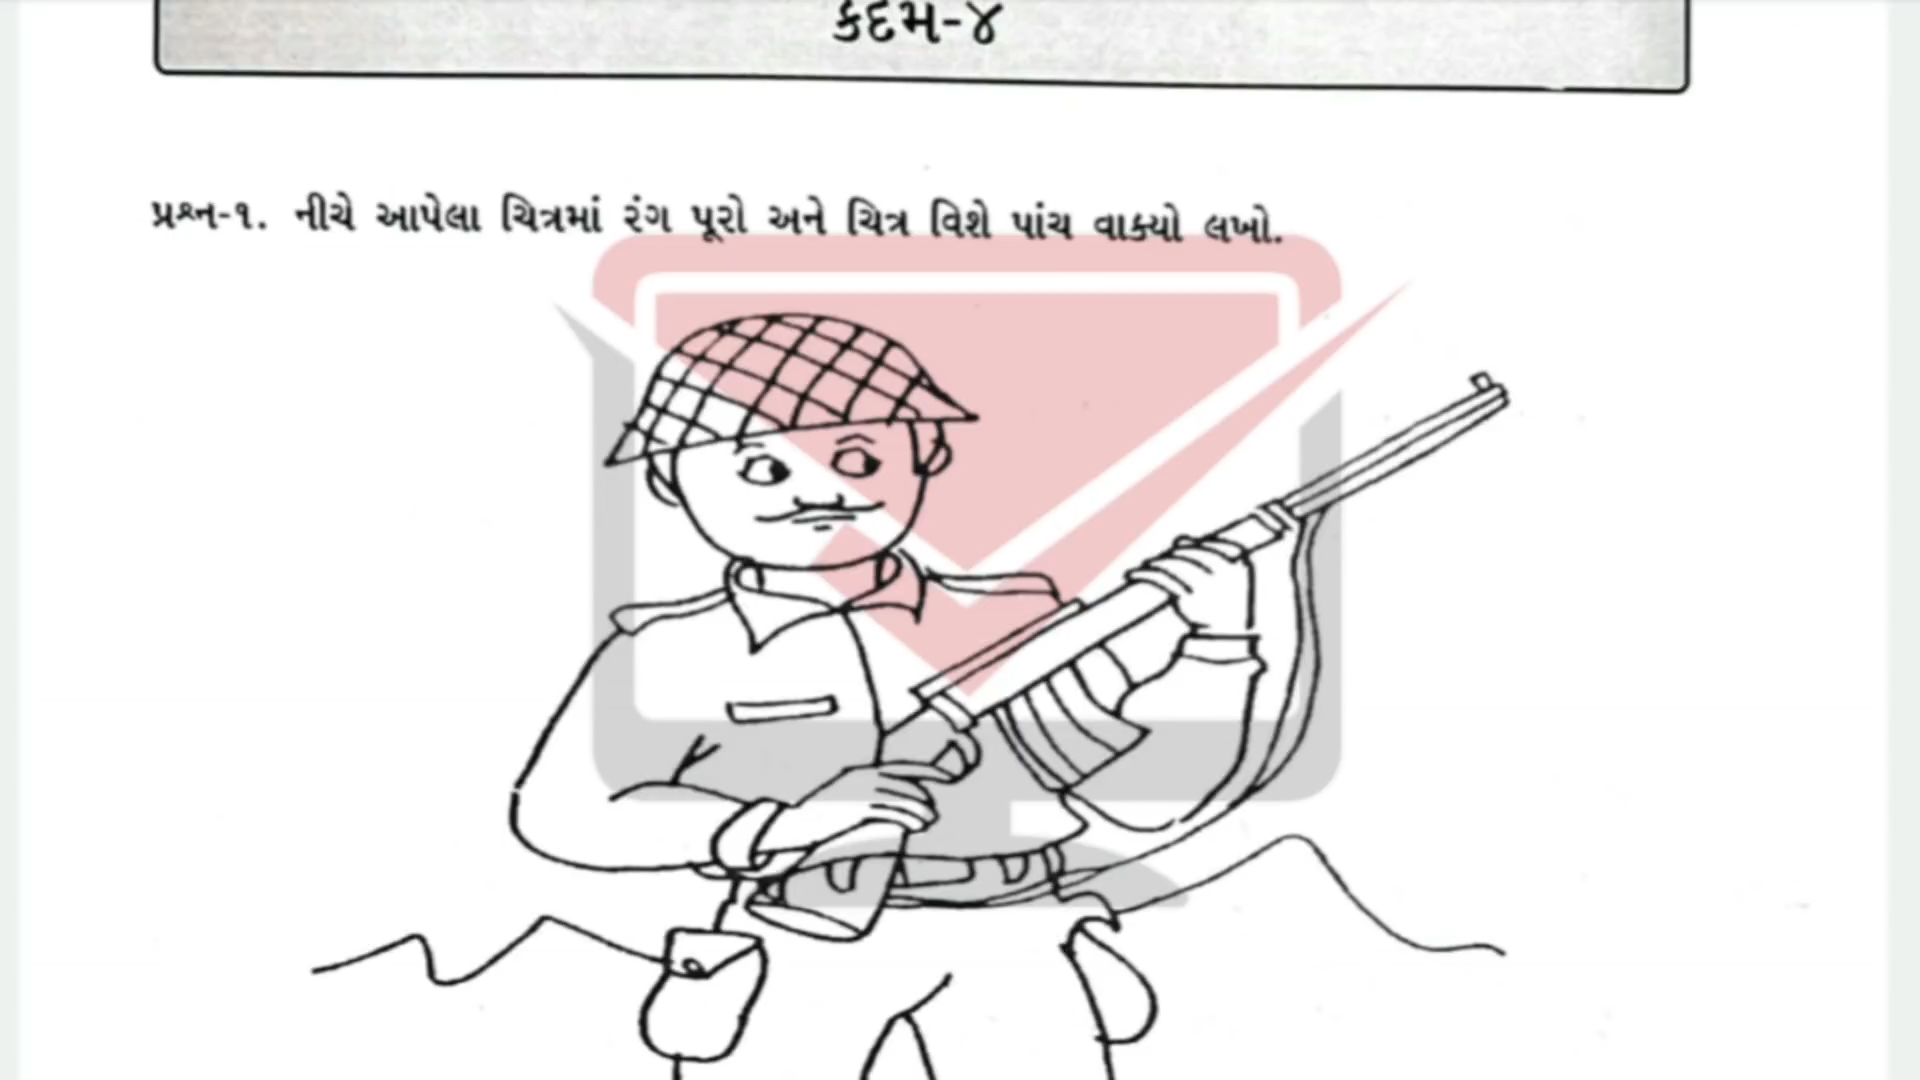 કદમ-૪
પ્રશ્ન-૧. નીચે આપેલા ચિત્રમાં રંગ પૂરો અને ચિત્ર વિશે પાંચ વાક્યો લખો.